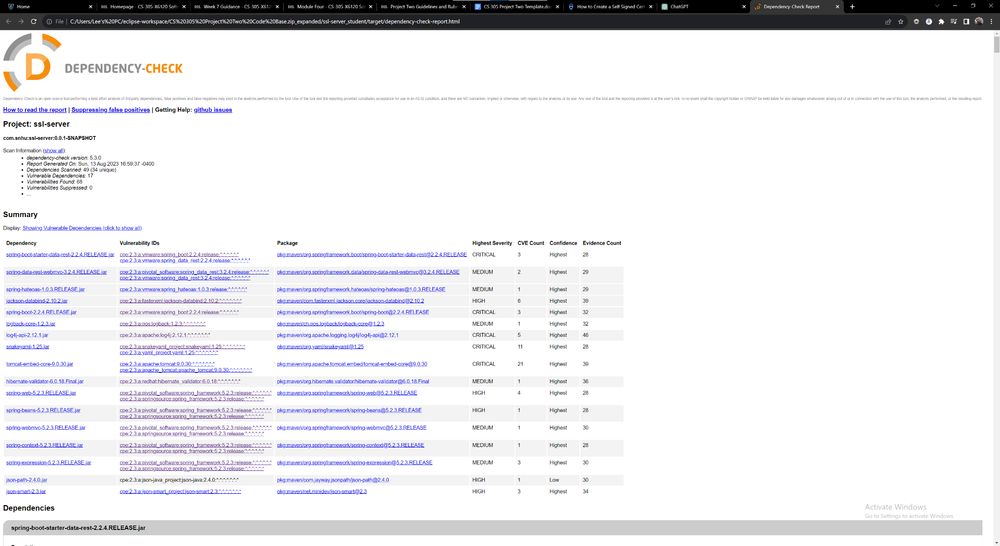 Home
Homepage - CS-305-X6120 Softw
Week 7 Guidance - CS-305-X612
Module Four - CS-305-X6120 So
Project Two Guidelines and Rubri
CS 305 Project Two Template.doc
How to Create a Self Signed Cert
ChatGPT
Dependency-Check Report
File | C:/Users/Lee's%20PC/eclipse-workspace/CS%20305%20Project%20Two%20Code%20Base.zip_expanded/ssl-server_student/target/dependency-check-report.html
D DEPENDENCY-CHECK
Dependency-Check is an open source tool performing a best effort analysis of 3rd party dependencies; false positives and false negatives may exist in the analysis performed by the tool. Use of the tool and the reporting provided constitutes acceptance for use in an AS IS condition, and there are NO warranties, implied or otherwise, with regard to the analysis or its use. Any use of the tool and the reporting provided is at the user's risk. In no event shall the copyright holder or OWASP be held liable for any damages whatsoever arising out of or in connection with the use of this tool, the analysis performed, or the resulting report.
How to read the report | Suppressing false positives | Getting Help: github issues
Project: ssl-server
com.snhu:ssl-server:0.0.1-SNAPSHOT
Scan Information (show all):
• dependency-check version: 5.3.0
• Report Generated On: Sun, 13 Aug 2023 16:59:37 -0400
• Dependencies Scanned: 49 (34 unique)
• Vulnerable Dependencies: 17
• Vulnerabilities Found: 68
• Vulnerabilities Suppressed: 0
• ...
Summary
Display: Showing Vulnerable Dependencies (click to show all)
Dependency Vulnerability IDs Package Highest Severity CVE Count Confidence Evidence Count
spring-boot-starter-data-rest-2.2.4.RELEASE.jar cpe:2.3:a:vmware:spring_boot:2.2.4:release:*:*:*:*:*:* pkg:maven/org.springframework.boot/spring-boot-starter-data-rest@2.2.4.RELEASE CRITICAL 3 Highest 28
cpe:2.3:a:vmware:spring_data_rest:2.2.4:release:*:*:*:*:*:*
spring-data-rest-webmvc-3.2.4.RELEASE.jar cpe:2.3:a:pivotal_software:spring_data_rest:3.2.4:release:*:*:*:*:*:* pkg:maven/org.springframework.data/spring-data-rest-webmvc@3.2.4.RELEASE MEDIUM 2 Highest 29
cpe:2.3:a:vmware:spring_data_rest:3.2.4:release:*:*:*:*:*:*
spring-hateoas-1.0.3.RELEASE.jar cpe:2.3:a:vmware:spring_hateoas:1.0.3:release:*:*:*:*:*:* pkg:maven/org.springframework.hateoas/spring-hateoas@1.0.3.RELEASE MEDIUM 1 Highest 29
jackson-databind-2.10.2.jar cpe:2.3:a:fasterxml:jackson-databind:2.10.2:*:*:*:*:*:*:* pkg:maven/com.fasterxml.jackson.core/jackson-databind@2.10.2 HIGH 6 Highest 39
spring-boot-2.2.4.RELEASE.jar cpe:2.3:a:vmware:spring_boot:2.2.4:release:*:*:*:*:*:* pkg:maven/org.springframework.boot/spring-boot@2.2.4.RELEASE CRITICAL 3 Highest 32
logback-core-1.2.3.jar cpe:2.3:a:qos:logback:1.2.3:*:*:*:*:*:*:* pkg:maven/ch.qos.logback/logback-core@1.2.3 MEDIUM 1 Highest 32
log4j-api-2.12.1.jar cpe:2.3:a:apache:log4j:2.12.1:*:*:*:*:*:*:* pkg:maven/org.apache.logging.log4j/log4j-api@2.12.1 CRITICAL 5 Highest 46
snakeyaml-1.25.jar cpe:2.3:a:snakeyaml_project:snakeyaml:1.25:*:*:*:*:*:*:* pkg:maven/org.yaml/snakeyaml@1.25 CRITICAL 11 Highest 28
cpe:2.3:a:yaml_project:yaml:1.25:*:*:*:*:*:*:*
tomcat-embed-core-9.0.30.jar cpe:2.3:a:apache:tomcat:9.0.30:*:*:*:*:*:*:* pkg:maven/org.apache.tomcat.embed/tomcat-embed-core@9.0.30 CRITICAL 21 Highest 39
cpe:2.3:a:apache_tomcat:apache_tomcat:9.0.30:*:*:*:*:*:*:*
hibernate-validator-6.0.18.Final.jar cpe:2.3:a:redhat:hibernate_validator:6.0.18:*:*:*:*:*:*:* pkg:maven/org.hibernate.validator/hibernate-validator@6.0.18.Final MEDIUM 1 Highest 36
spring-web-5.2.3.RELEASE.jar cpe:2.3:a:pivotal_software:spring_framework:5.2.3:release:*:*:*:*:*:* pkg:maven/org.springframework/spring-web@5.2.3.RELEASE HIGH 4 Highest 28
cpe:2.3:a:springsource:spring_framework:5.2.3:release:*:*:*:*:*:*
spring-beans-5.2.3.RELEASE.jar cpe:2.3:a:pivotal_software:spring_framework:5.2.3:release:*:*:*:*:*:* pkg:maven/org.springframework/spring-beans@5.2.3.RELEASE HIGH 1 Highest 28
cpe:2.3:a:springsource:spring_framework:5.2.3:release:*:*:*:*:*:*
spring-webmvc-5.2.3.RELEASE.jar cpe:2.3:a:pivotal_software:spring_framework:5.2.3:release:*:*:*:*:*:* pkg:maven/org.springframework/spring-webmvc@5.2.3.RELEASE MEDIUM 1 Highest 30
cpe:2.3:a:springsource:spring_framework:5.2.3:release:*:*:*:*:*:*
spring-context-5.2.3.RELEASE.jar cpe:2.3:a:pivotal_software:spring_framework:5.2.3:release:*:*:*:*:*:* pkg:maven/org.springframework/spring-context@5.2.3.RELEASE MEDIUM 1 Highest 28
cpe:2.3:a:springsource:spring_framework:5.2.3:release:*:*:*:*:*:*
spring-expression-5.2.3.RELEASE.jar cpe:2.3:a:pivotal_software:spring_framework:5.2.3:release:*:*:*:*:*:* pkg:maven/org.springframework/spring-expression@5.2.3.RELEASE MEDIUM 3 Highest 30
cpe:2.3:a:springsource:spring_framework:5.2.3:release:*:*:*:*:*:*
json-path-2.4.0.jar cpe:2.3:a:json-java_project:json-java:2.4.0:*:*:*:*:*:*:* pkg:maven/com.jayway.jsonpath/json-path@2.4.0 HIGH 1 Low 30
json-smart-2.3.jar cpe:2.3:a:json-smart_project:json-smart:2.3:*:*:*:*:*:*:* pkg:maven/net.minidev/json-smart@2.3 HIGH 3 Highest 34
Dependencies
Activate Windows
Go to Settings to activate Windows.
spring-boot-starter-data-rest-2.2.4.RELEASE.jar